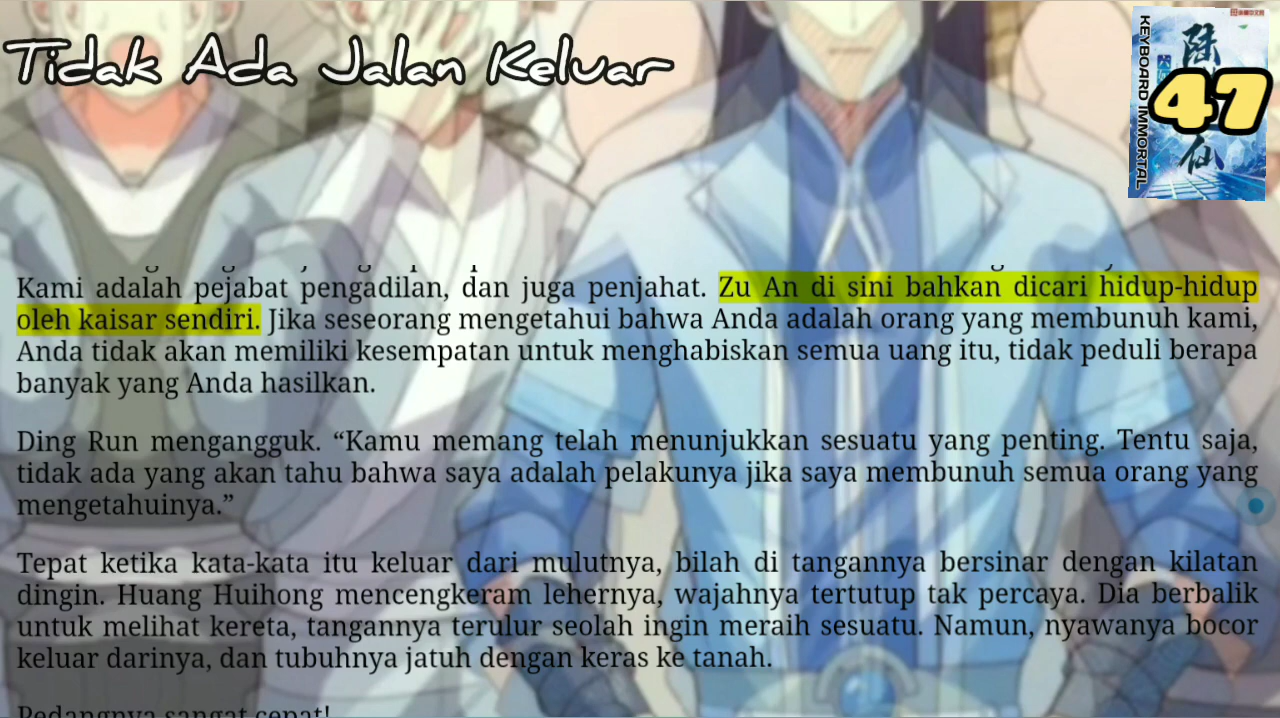 Tidak Ada Jalan Keluar
KEYBOARD IMMORTAL
47
仙
Kami adalah pejabat pengadilan, dan juga penjahat. Zu An di sini bahkan dicari hidup-hidup
oleh kaisar sendiri. Jika seseorang mengetahui bahwa Anda adalah orang yang membunuh kami,
Anda tidak akan memiliki kesempatan untuk menghabiskan semua uang itu, tidak peduli berapa
banyak yang Anda hasilkan.
Ding Run mengangguk. “Kamu memang telah menunjukkan sesuatu yang penting. Tentu saja,
tidak ada yang akan tahu bahwa saya adalah pelakunya jika saya membunuh semua orang yang
mengetahuinya.”
Tepat ketika kata-kata itu keluar dari mulutnya, bilah di tangannya bersinar dengan kilatan
dingin. Huang Huihong mencengkeram lehernya, wajahnya tertutup tak percaya. Dia berbalik
untuk melihat kereta, tangannya terulur seolah ingin meraih sesuatu. Namun, nyawanya bocor
keluar darinya, dan tubuhnya jatuh dengan keras ke tanah.
Pedangnya sangat cepat!